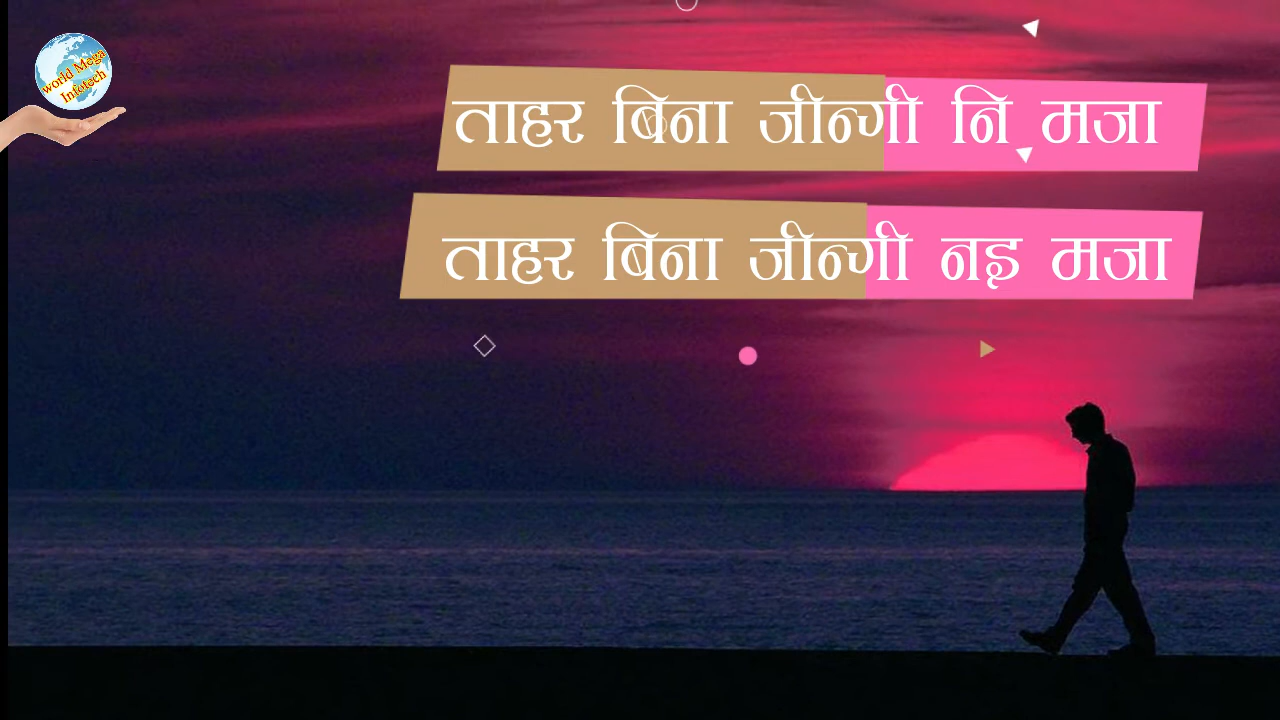 world Mega
Infotech
ताहर बिना जीन्गी नि मजा
ताहर बिना जीन्गी नइ मजा